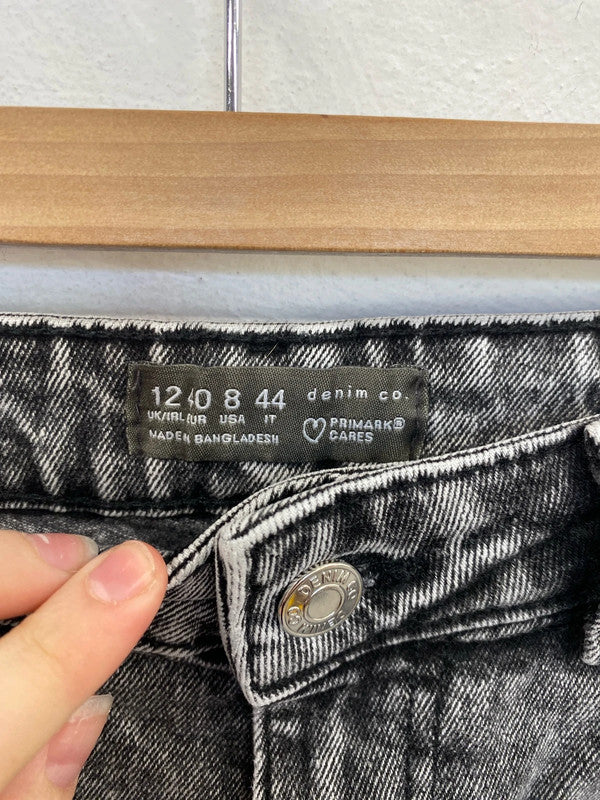 12 40 8 44 denim co.
UK/IRL EUR USA IT
MADE IN BANGLADESH
♡ PRIMARK®
CARES
DENIM